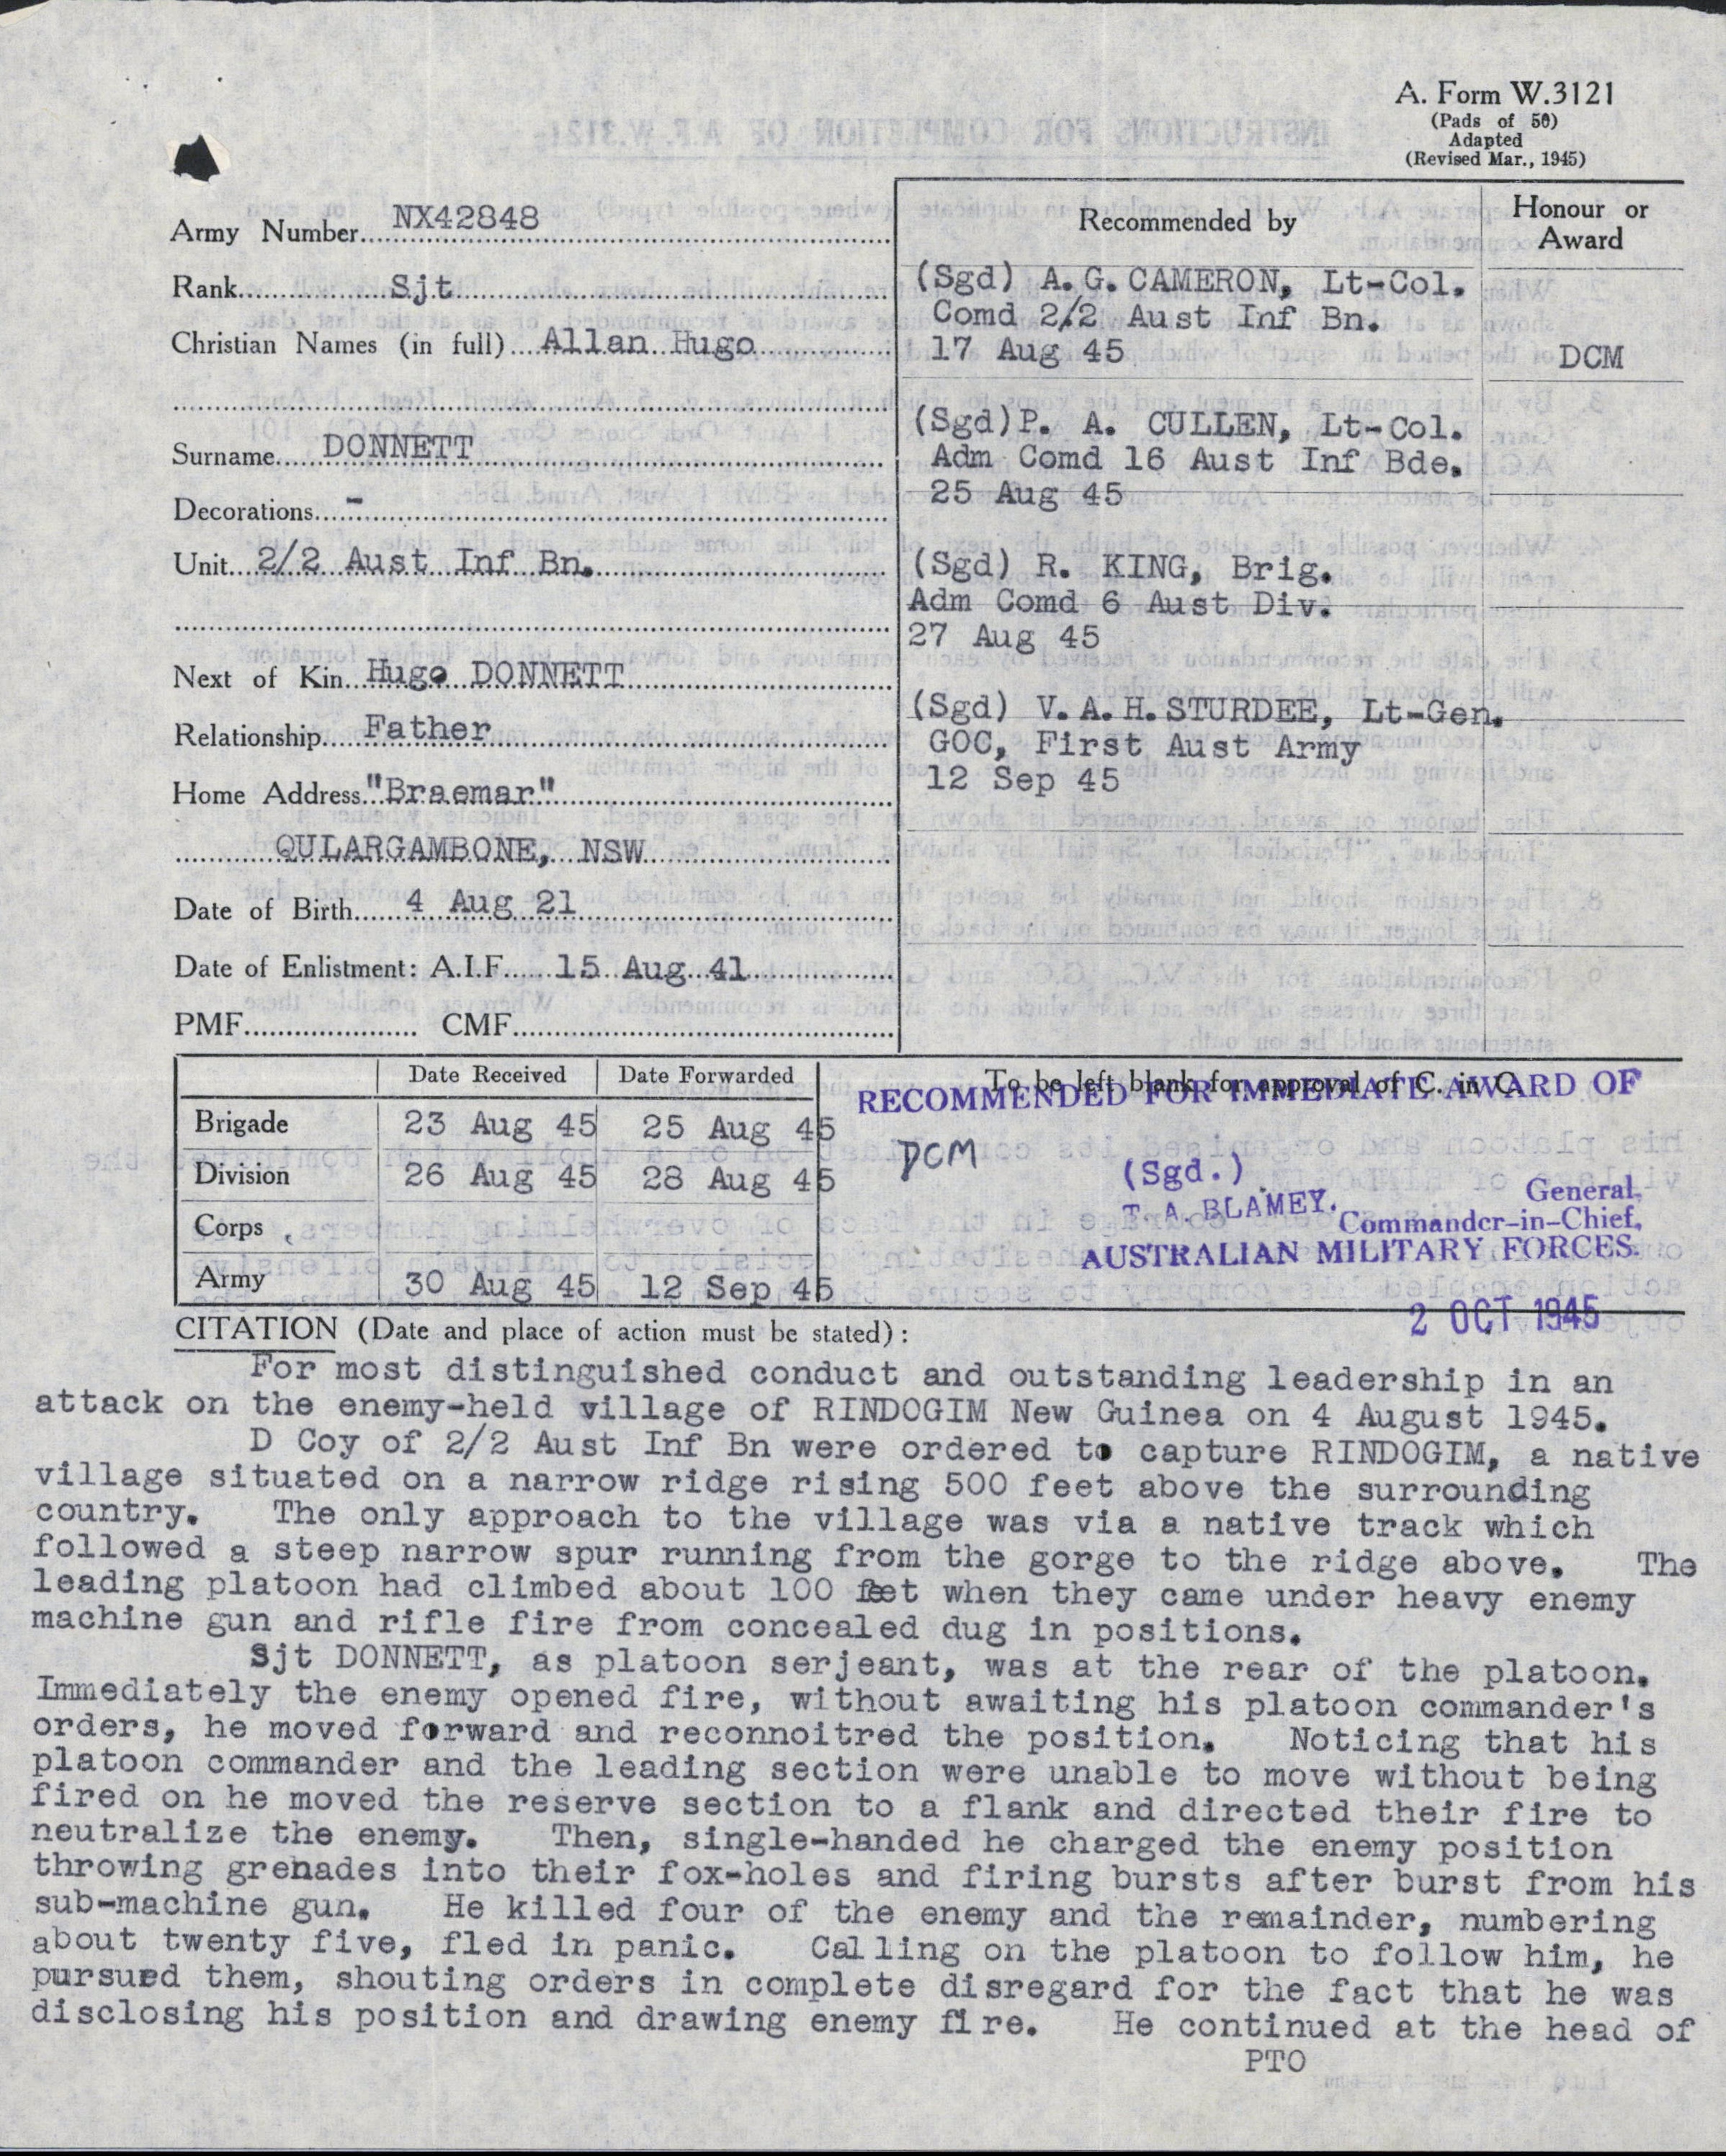 A. Form W.3121
(Pads of 50)
Adapted
(Revised Mar., 1945)
Army Number NX42848
Rank Sjt
Christian Names (in full) Allan Hugo
Surname DONNETT
Decorations -
Unit 2/2 Aust Inf Bn.
Next of Kin Hugo DONNETT
Relationship Father
Home Address "Braemar"
QULARGAMBONE, NSW
Date of Birth 4 Aug 21
Date of Enlistment: A.I.F. 15 Aug 41
PMF CMF
Recommended by
Honour or
Award
(Sgd) A.G.CAMERON, Lt-Col.
Comd 2/2 Aust Inf Bn.
17 Aug 45
DCM
(Sgd)P. A. CULLEN, Lt-Col.
Adm Comd 16 Aust Inf Bde.
25 Aug 45
(Sgd) R. KING, Brig.
Adm Comd 6 Aust Div.
27 Aug 45
(Sgd) V.A.H.STURDEE, Lt-Gen.
GOC, First Aust Army
12 Sep 45
Date Received Date Forwarded
Brigade 23 Aug 45 25 Aug 45
Division 26 Aug 45 28 Aug 45
Corps
Army 30 Aug 45 12 Sep 45
To be left blank for approval of C. in C.
RECOMMENDED FOR IMMEDIATE AWARD OF
DCM
(Sgd.)
T. A. BLAMEY.
General,
Commander-in-Chief,
AUSTRALIAN MILITARY FORCES.
2 OCT 1945
CITATION (Date and place of action must be stated):
For most distinguished conduct and outstanding leadership in an
attack on the enemy-held village of RINDOGIM New Guinea on 4 August 1945.
D Coy of 2/2 Aust Inf Bn were ordered to capture RINDOGIM, a native
village situated on a narrow ridge rising 500 feet above the surrounding
country. The only approach to the village was via a native track which
followed a steep narrow spur running from the gorge to the ridge above. The
leading platoon had climbed about 100 feet when they came under heavy enemy
machine gun and rifle fire from concealed dug in positions.
Sjt DONNETT, as platoon serjeant, was at the rear of the platoon.
Immediately the enemy opened fire, without awaiting his platoon commander's
orders, he moved forward and reconnoitred the position. Noticing that his
platoon commander and the leading section were unable to move without being
fired on he moved the reserve section to a flank and directed their fire to
neutralize the enemy. Then, single-handed he charged the enemy position
throwing grenades into their fox-holes and firing bursts after burst from his
sub-machine gun. He killed four of the enemy and the remainder, numbering
about twenty five, fled in panic. Calling on the platoon to follow him, he
pursued them, shouting orders in complete disregard for the fact that he was
disclosing his position and drawing enemy fire. He continued at the head of
PTO